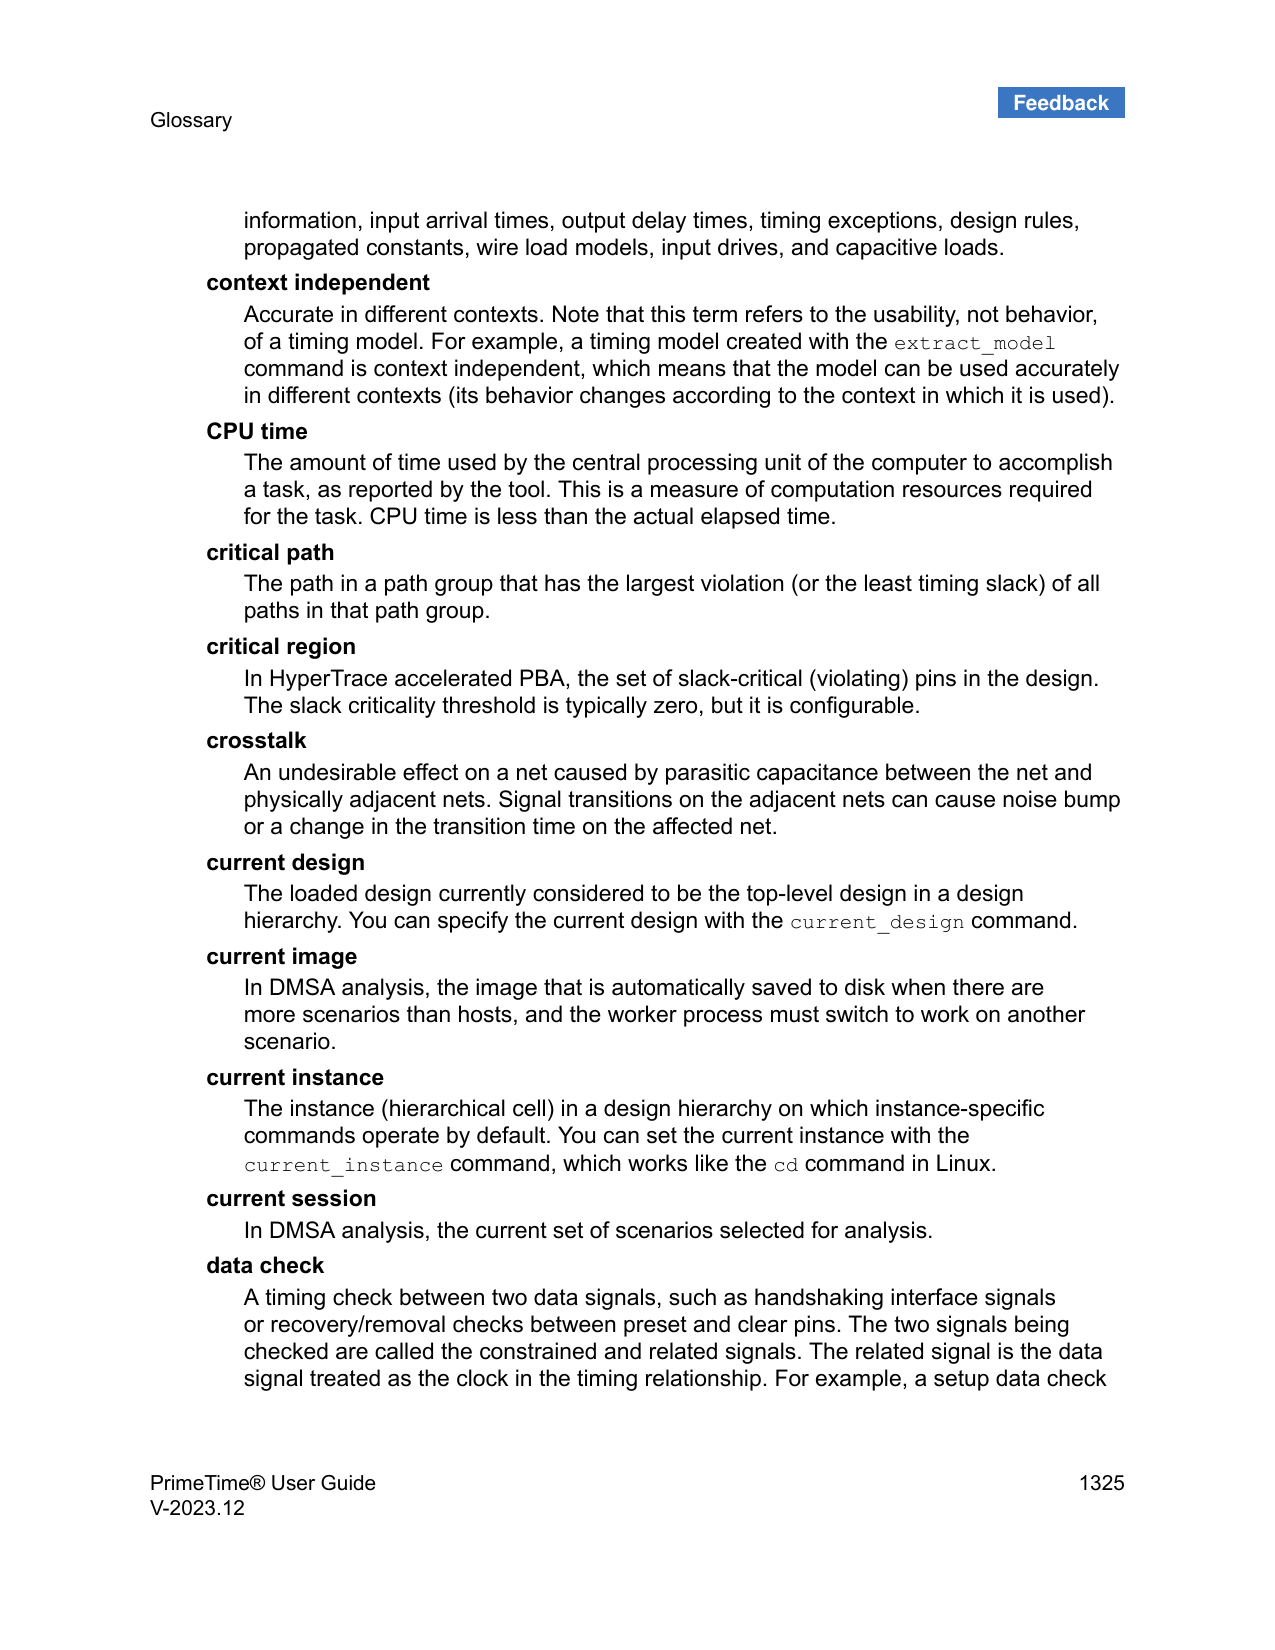 Feedback
Glossary
information, input arrival times, output delay times, timing exceptions, design rules,
propagated constants, wire load models, input drives, and capacitive loads.
context independent
Accurate in different contexts. Note that this term refers to the usability, not behavior,
of a timing model. For example, a timing model created with the extract_model
command is context independent, which means that the model can be used accurately
in different contexts (its behavior changes according to the context in which it is used).
CPU time
The amount of time used by the central processing unit of the computer to accomplish
a task, as reported by the tool. This is a measure of computation resources required
for the task. CPU time is less than the actual elapsed time.
critical path
The path in a path group that has the largest violation (or the least timing slack) of all
paths in that path group.
critical region
In HyperTrace accelerated PBA, the set of slack-critical (violating) pins in the design.
The slack criticality threshold is typically zero, but it is configurable.
crosstalk
An undesirable effect on a net caused by parasitic capacitance between the net and
physically adjacent nets. Signal transitions on the adjacent nets can cause noise bump
or a change in the transition time on the affected net.
current design
The loaded design currently considered to be the top-level design in a design
hierarchy. You can specify the current design with the current_design command.
current image
In DMSA analysis, the image that is automatically saved to disk when there are
more scenarios than hosts, and the worker process must switch to work on another
scenario.
current instance
The instance (hierarchical cell) in a design hierarchy on which instance-specific
commands operate by default. You can set the current instance with the
current_instance command, which works like the cd command in Linux.
current session
In DMSA analysis, the current set of scenarios selected for analysis.
data check
A timing check between two data signals, such as handshaking interface signals
or recovery/removal checks between preset and clear pins. The two signals being
checked are called the constrained and related signals. The related signal is the data
signal treated as the clock in the timing relationship. For example, a setup data check
PrimeTime® User Guide 1325
V-2023.12